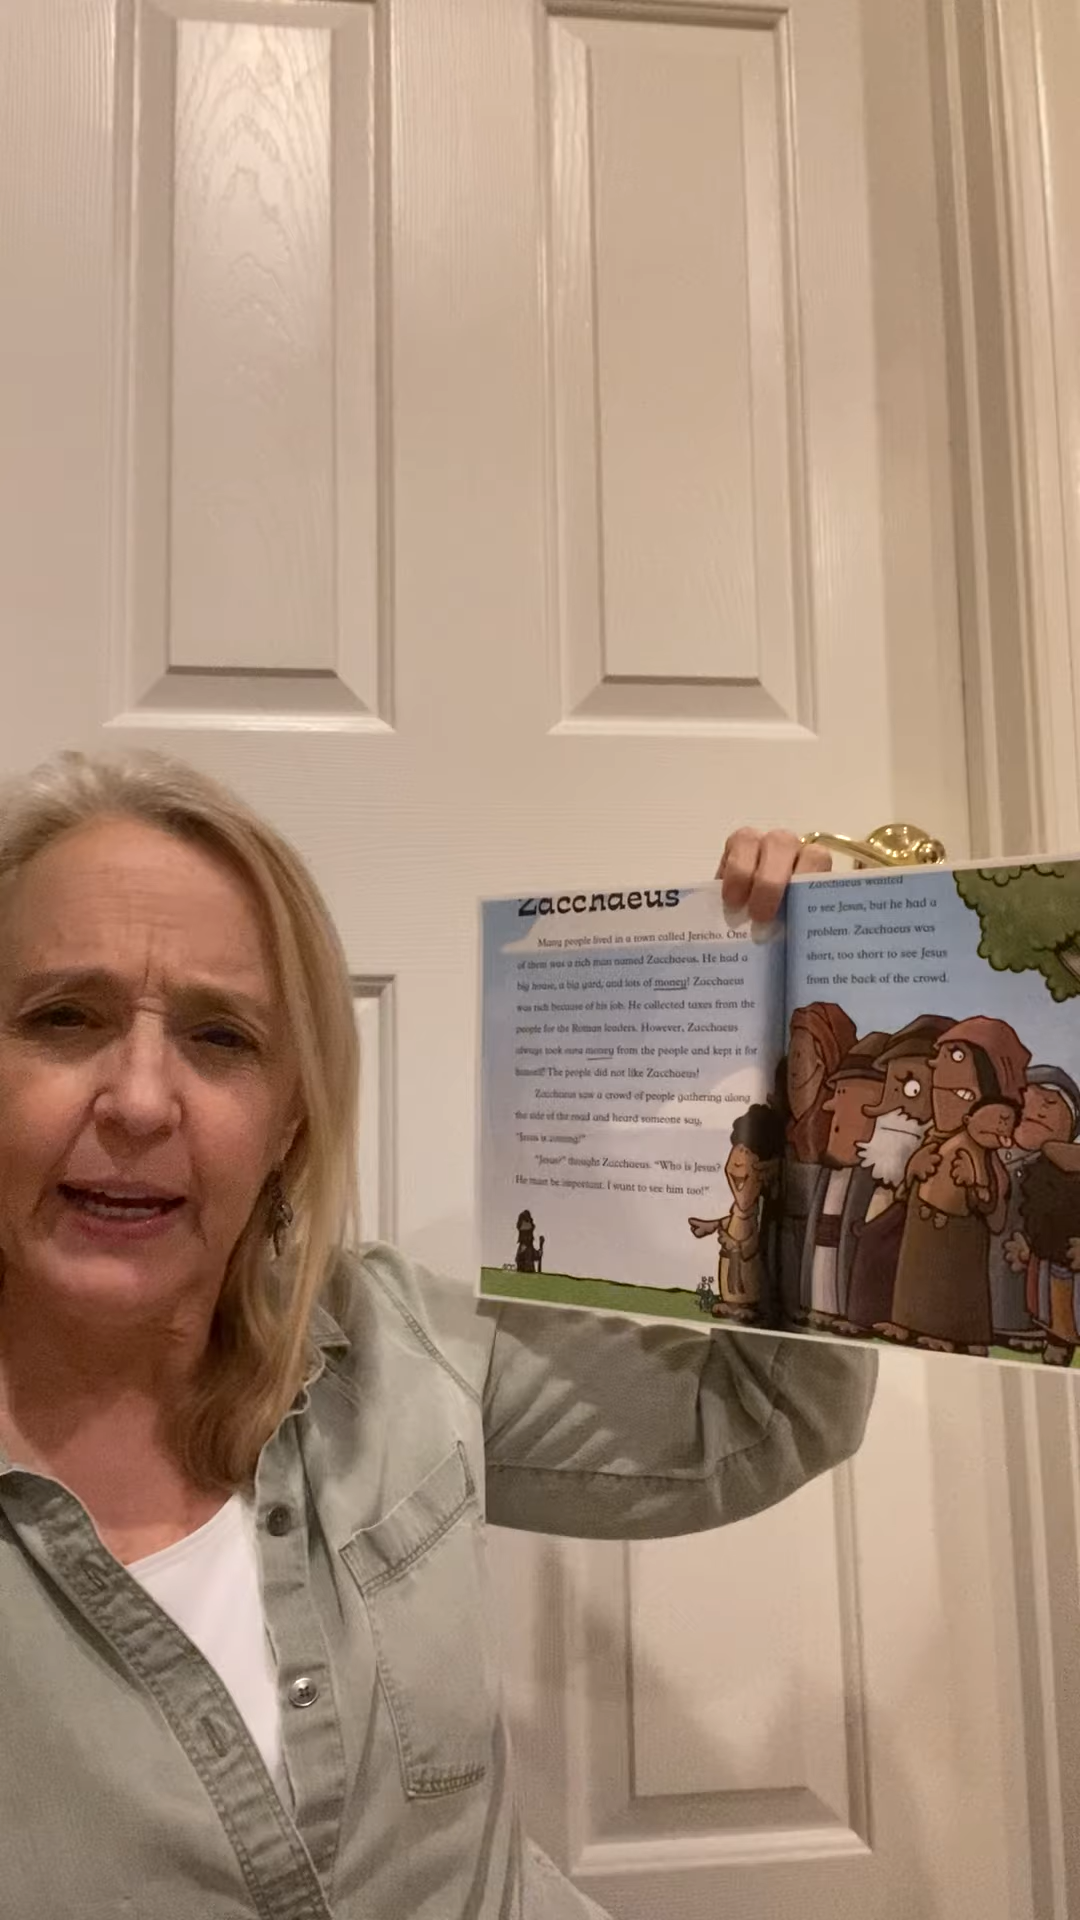 Zacchaeus
Many people lived in a town called Jericho. One
of them was a rich man named Zacchaeus. He had a
big house, a big yard, and lots of money! Zacchaeus
was rich because of his job. He collected taxes from the
people for the Roman leaders. However, Zacchaeus
always took extra money from the people and kept it for
himself! The people did not like Zacchaeus!
Zacchaeus saw a crowd of people gathering along
the side of the road and heard someone say,
"Jesus is coming!"
"Jesus?" thought Zacchaeus. "Who is Jesus?
He must be important. I want to see him too!"
Zacchaeus wanted
to see Jesus, but he had a
problem. Zacchaeus was
short, too short to see Jesus
from the back of the crowd.